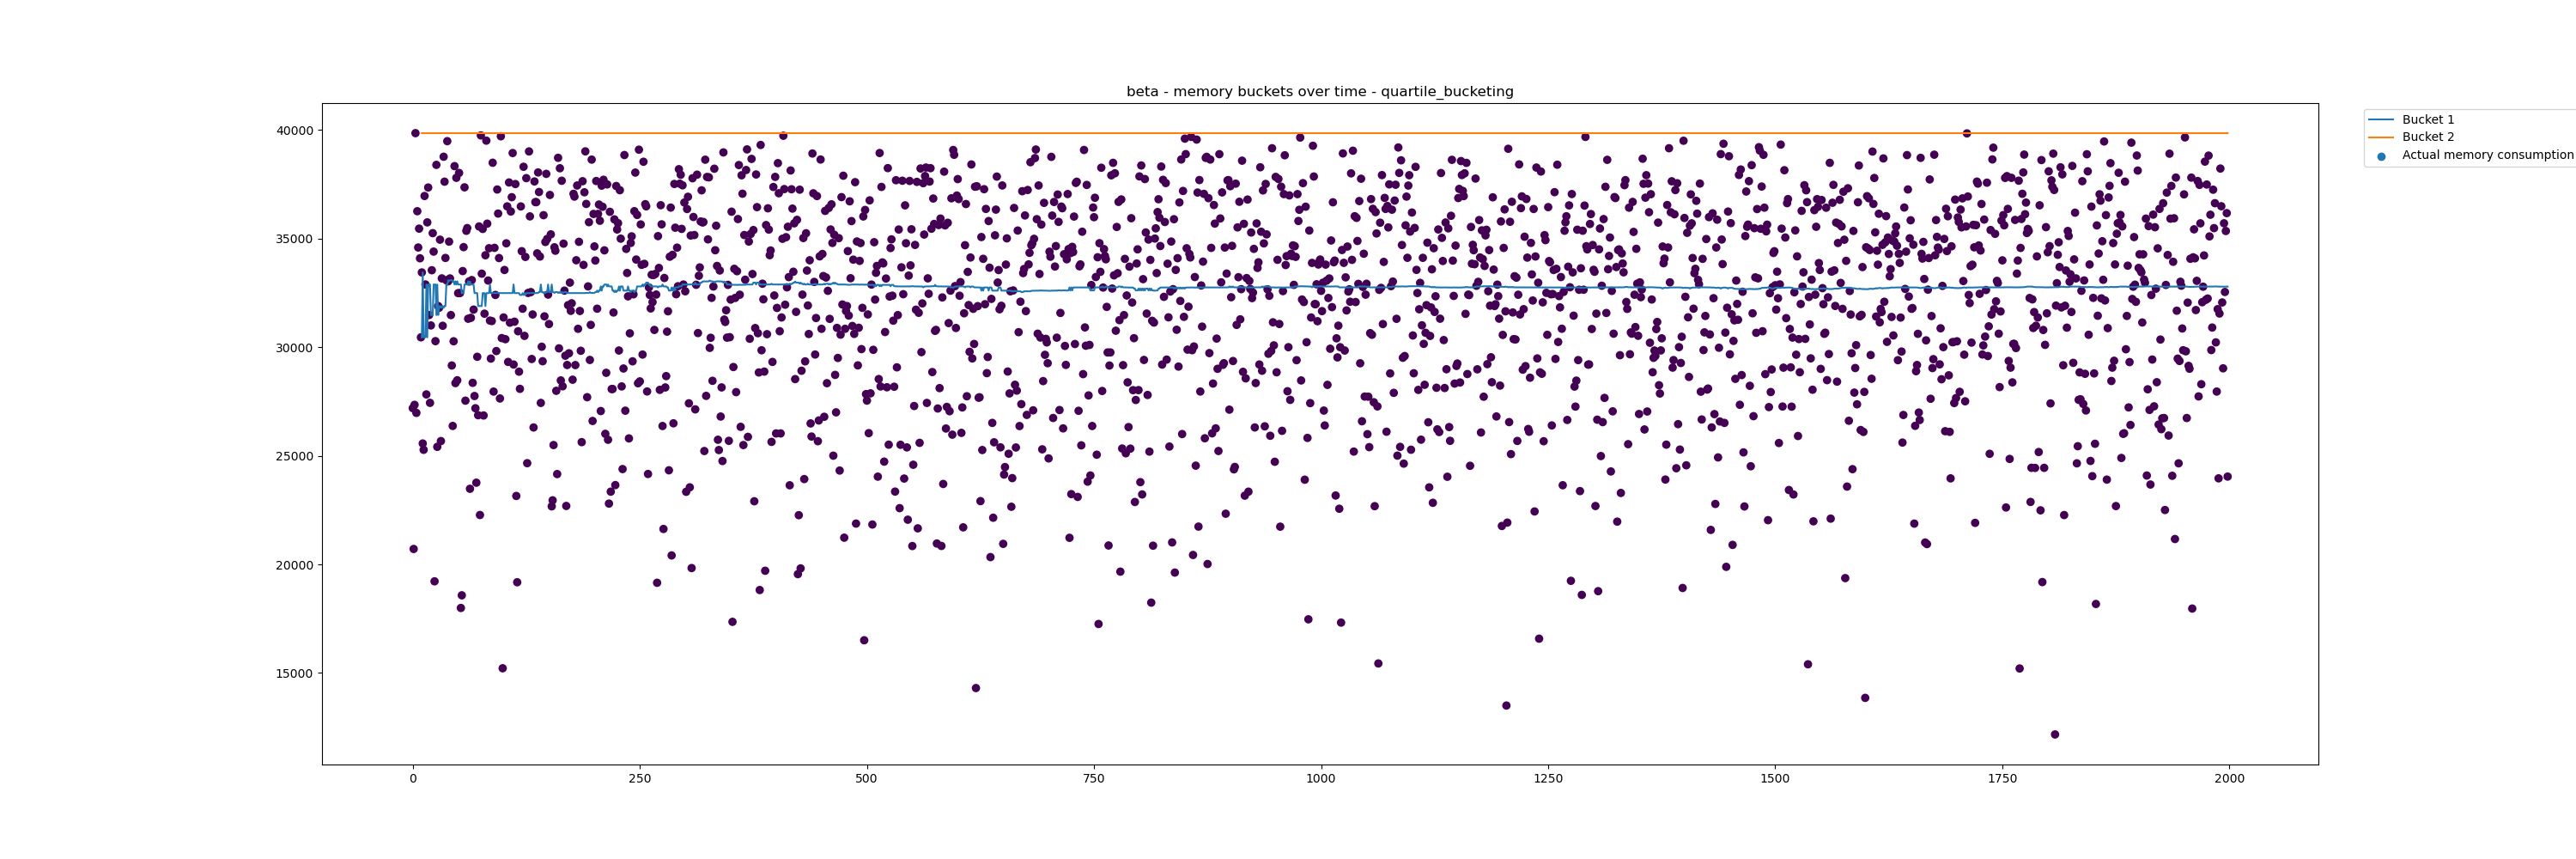 beta - memory buckets over time - quartile_bucketing
40000
35000
30000
25000
20000
15000
0 250 500 750 1000 1250 1500 1750 2000
Bucket 1
Bucket 2
Actual memory consumption